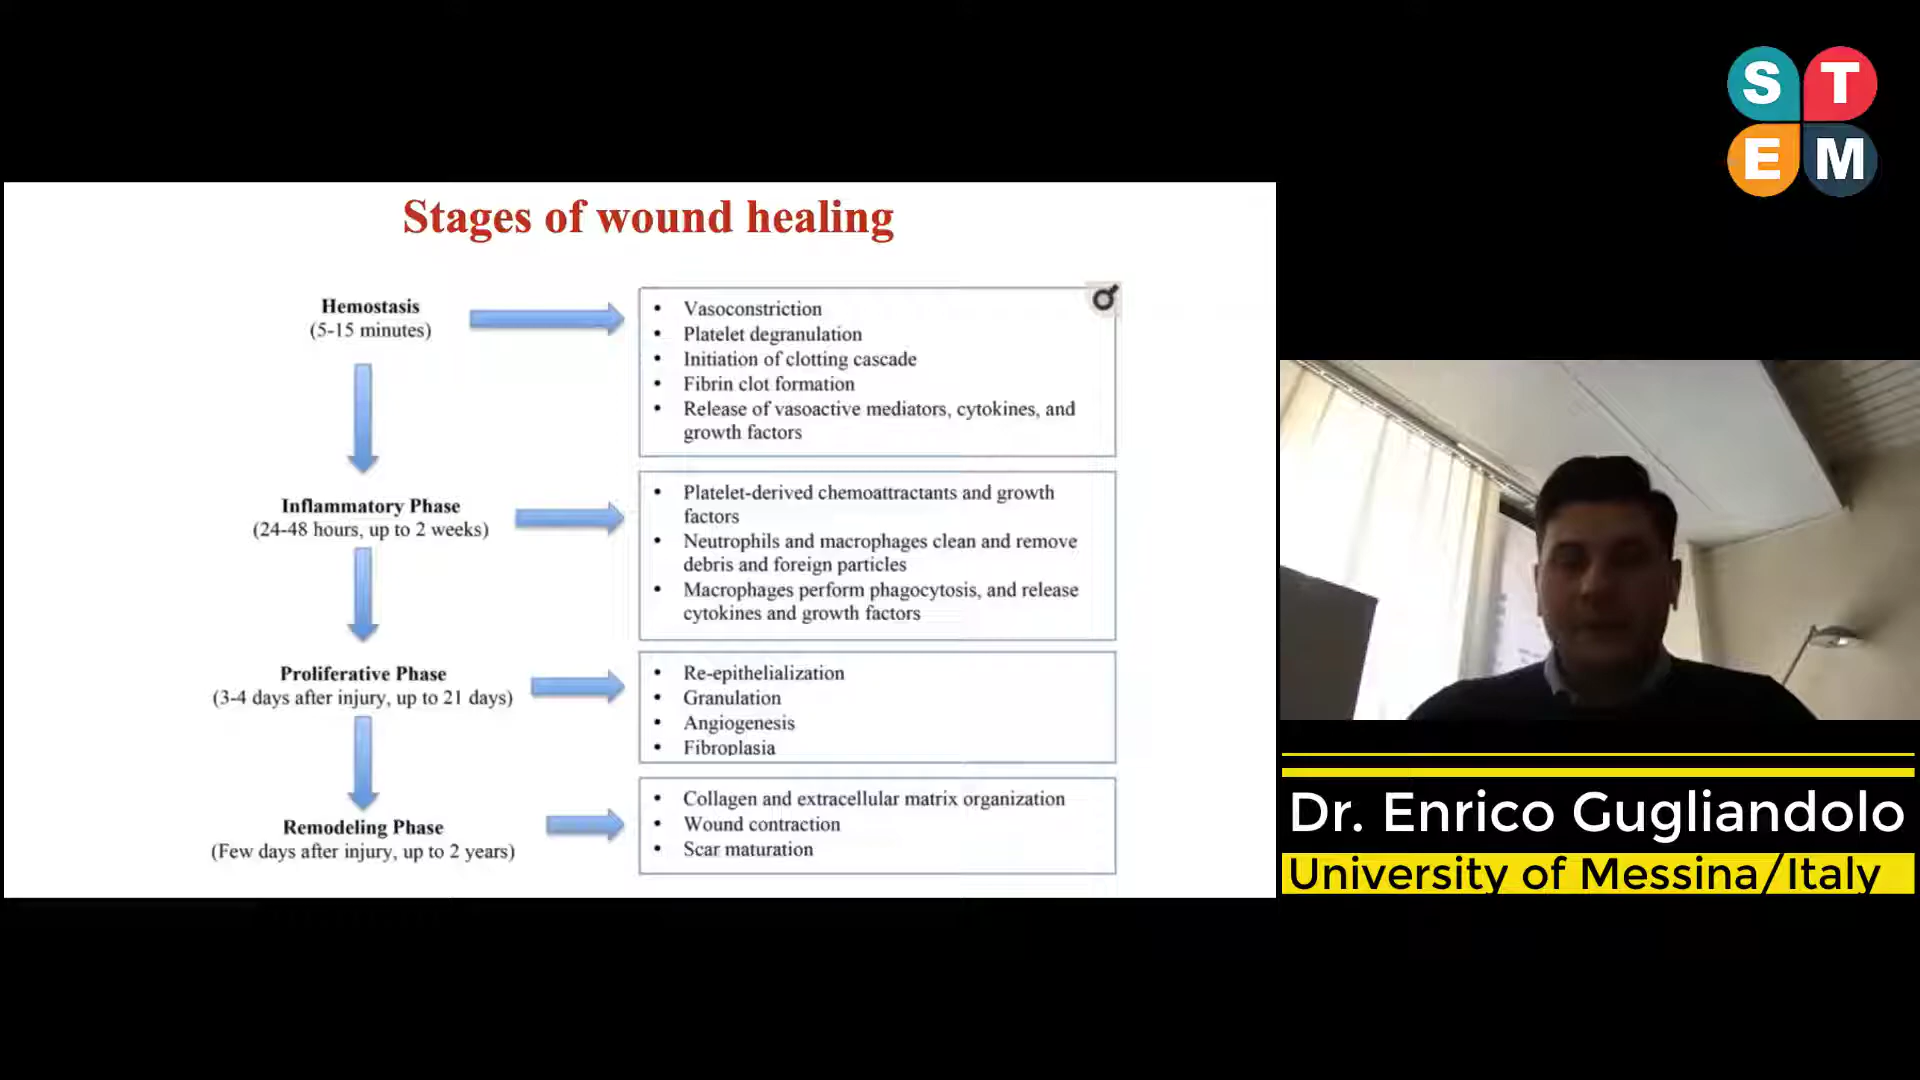 S T
E M
Stages of wound healing
Hemostasis
(5-15 minutes)
• Vasoconstriction
• Platelet degranulation
• Initiation of clotting cascade
• Fibrin clot formation
• Release of vasoactive mediators, cytokines, and
growth factors
Inflammatory Phase
(24-48 hours, up to 2 weeks)
• Platelet-derived chemoattractants and growth
factors
• Neutrophils and macrophages clean and remove
debris and foreign particles
• Macrophages perform phagocytosis, and release
cytokines and growth factors
Proliferative Phase
(3-4 days after injury, up to 21 days)
• Re-epithelialization
• Granulation
• Angiogenesis
• Fibroplasia
Remodeling Phase
(Few days after injury, up to 2 years)
• Collagen and extracellular matrix organization
• Wound contraction
• Scar maturation
Dr. Enrico Gugliandolo
University of Messina/Italy